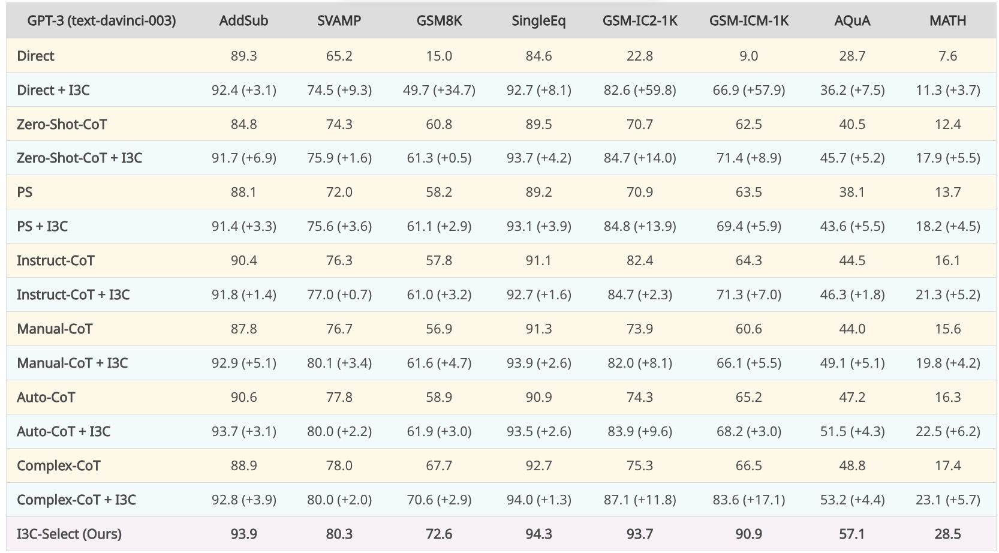 GPT-3 (text-davinci-003) AddSub SVAMP GSM8K SingleEq GSM-IC2-1K GSM-ICM-1K AQuA MATH
Direct 89.3 65.2 15.0 84.6 22.8 9.0 28.7 7.6
Direct + I3C 92.4 (+3.1) 74.5 (+9.3) 49.7 (+34.7) 92.7 (+8.1) 82.6 (+59.8) 66.9 (+57.9) 36.2 (+7.5) 11.3 (+3.7)
Zero-Shot-CoT 84.8 74.3 60.8 89.5 70.7 62.5 40.5 12.4
Zero-Shot-CoT + I3C 91.7 (+6.9) 75.9 (+1.6) 61.3 (+0.5) 93.7 (+4.2) 84.7 (+14.0) 71.4 (+8.9) 45.7 (+5.2) 17.9 (+5.5)
PS 88.1 72.0 58.2 89.2 70.9 63.5 38.1 13.7
PS + I3C 91.4 (+3.3) 75.6 (+3.6) 61.1 (+2.9) 93.1 (+3.9) 84.8 (+13.9) 69.4 (+5.9) 43.6 (+5.5) 18.2 (+4.5)
Instruct-CoT 90.4 76.3 57.8 91.1 82.4 64.3 44.5 16.1
Instruct-CoT + I3C 91.8 (+1.4) 77.0 (+0.7) 61.0 (+3.2) 92.7 (+1.6) 84.7 (+2.3) 71.3 (+7.0) 46.3 (+1.8) 21.3 (+5.2)
Manual-CoT 87.8 76.7 56.9 91.3 73.9 60.6 44.0 15.6
Manual-CoT + I3C 92.9 (+5.1) 80.1 (+3.4) 61.6 (+4.7) 93.9 (+2.6) 82.0 (+8.1) 66.1 (+5.5) 49.1 (+5.1) 19.8 (+4.2)
Auto-CoT 90.6 77.8 58.9 90.9 74.3 65.2 47.2 16.3
Auto-CoT + I3C 93.7 (+3.1) 80.0 (+2.2) 61.9 (+3.0) 93.5 (+2.6) 83.9 (+9.6) 68.2 (+3.0) 51.5 (+4.3) 22.5 (+6.2)
Complex-CoT 88.9 78.0 67.7 92.7 75.3 66.5 48.8 17.4
Complex-CoT + I3C 92.8 (+3.9) 80.0 (+2.0) 70.6 (+2.9) 94.0 (+1.3) 87.1 (+11.8) 83.6 (+17.1) 53.2 (+4.4) 23.1 (+5.7)
I3C-Select (Ours) 93.9 80.3 72.6 94.3 93.7 90.9 57.1 28.5